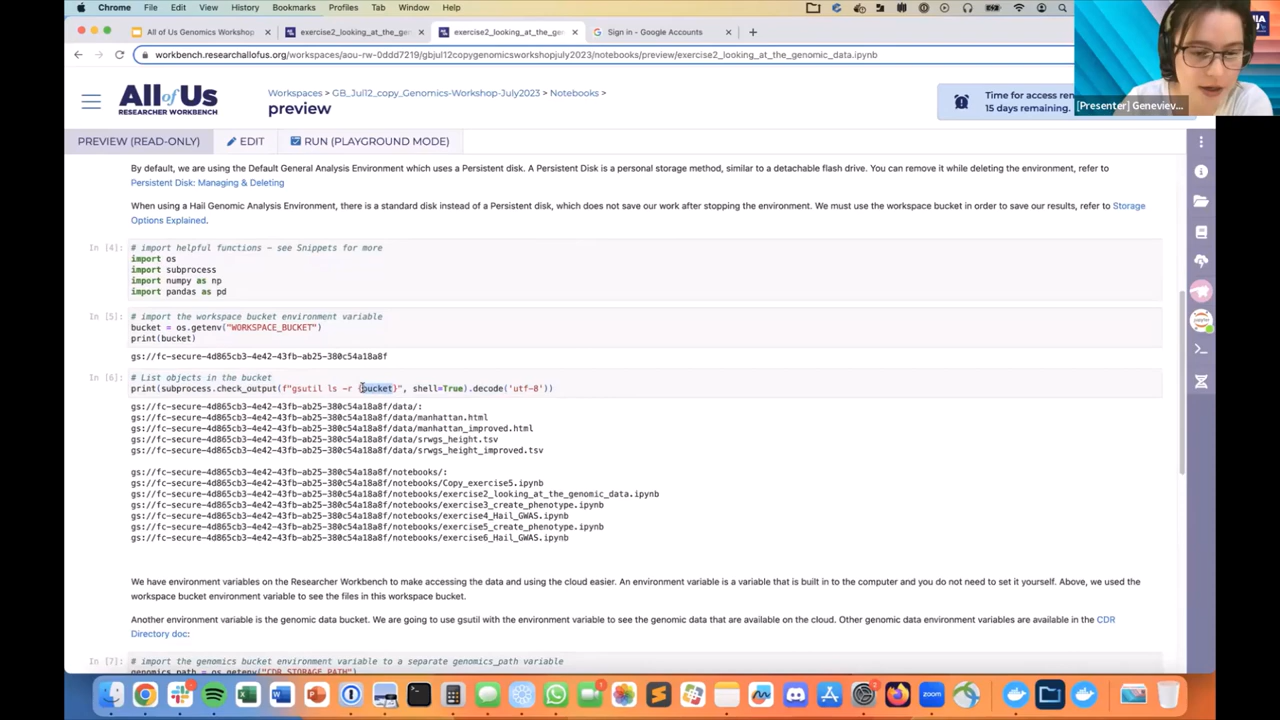 Chrome File Edit View History Bookmarks Profiles Tab Window Help
All of Us Genomics Workshop
exercise2_looking_at_the_gen
exercise2_looking_at_the_gen
Sign in - Google Accounts
workbench.researchallofus.org/workspaces/aou-rw-0ddd7219/gbjul12copygenomicsworkshopjuly2023/notebooks/preview/exercise2_looking_at_the_genomic_data.ipynb
All of Us
RESEARCHER WORKBENCH
Workspaces > GB_Jul12_copy_Genomics-Workshop-July2023 > Notebooks >
preview
Time for access ren
15 days remaining.
[Presenter] Geneviev...
PREVIEW (READ-ONLY) EDIT RUN (PLAYGROUND MODE)
By default, we are using the Default General Analysis Environment which uses a Persistent disk. A Persistent Disk is a personal storage method, similar to a detachable flash drive. You can remove it while deleting the environment, refer to
Persistent Disk: Managing & Deleting
When using a Hail Genomic Analysis Environment, there is a standard disk instead of a Persistent disk, which does not save our work after stopping the environment. We must use the workspace bucket in order to save our results, refer to Storage
Options Explained.
In [4]: # import helpful functions - see Snippets for more
import os
import subprocess
import numpy as np
import pandas as pd
In [5]: # import the workspace bucket environment variable
bucket = os.getenv("WORKSPACE_BUCKET")
print(bucket)
gs://fc-secure-4d865cb3-4e42-43fb-ab25-380c54a18a8f
In [6]: # List objects in the bucket
print(subprocess.check_output(f"gsutil ls -r {bucket}", shell=True).decode('utf-8'))
gs://fc-secure-4d865cb3-4e42-43fb-ab25-380c54a18a8f/data/:
gs://fc-secure-4d865cb3-4e42-43fb-ab25-380c54a18a8f/data/manhattan.html
gs://fc-secure-4d865cb3-4e42-43fb-ab25-380c54a18a8f/data/manhattan_improved.html
gs://fc-secure-4d865cb3-4e42-43fb-ab25-380c54a18a8f/data/srwgs_height.tsv
gs://fc-secure-4d865cb3-4e42-43fb-ab25-380c54a18a8f/data/srwgs_height_improved.tsv
gs://fc-secure-4d865cb3-4e42-43fb-ab25-380c54a18a8f/notebooks/:
gs://fc-secure-4d865cb3-4e42-43fb-ab25-380c54a18a8f/notebooks/Copy_exercise5.ipynb
gs://fc-secure-4d865cb3-4e42-43fb-ab25-380c54a18a8f/notebooks/exercise2_looking_at_the_genomic_data.ipynb
gs://fc-secure-4d865cb3-4e42-43fb-ab25-380c54a18a8f/notebooks/exercise3_create_phenotype.ipynb
gs://fc-secure-4d865cb3-4e42-43fb-ab25-380c54a18a8f/notebooks/exercise4_Hail_GWAS.ipynb
gs://fc-secure-4d865cb3-4e42-43fb-ab25-380c54a18a8f/notebooks/exercise5_create_phenotype.ipynb
gs://fc-secure-4d865cb3-4e42-43fb-ab25-380c54a18a8f/notebooks/exercise6_Hail_GWAS.ipynb
We have environment variables on the Researcher Workbench to make accessing the data and using the cloud easier. An environment variable is a variable that is built in to the computer and you do not need to set it yourself. Above, we used the
workspace bucket environment variable to see the files in this workspace bucket.
Another environment variable is the genomic data bucket. We are going to use gsutil with the environment variable to see the genomic data that are available on the cloud. Other genomic data environment variables are available in the CDR
Directory doc:
In [7]: # import the genomics bucket environment variable to a separate genomics_path variable
genomics_path = os.getenv("CDR_STORAGE_PATH")
zoom